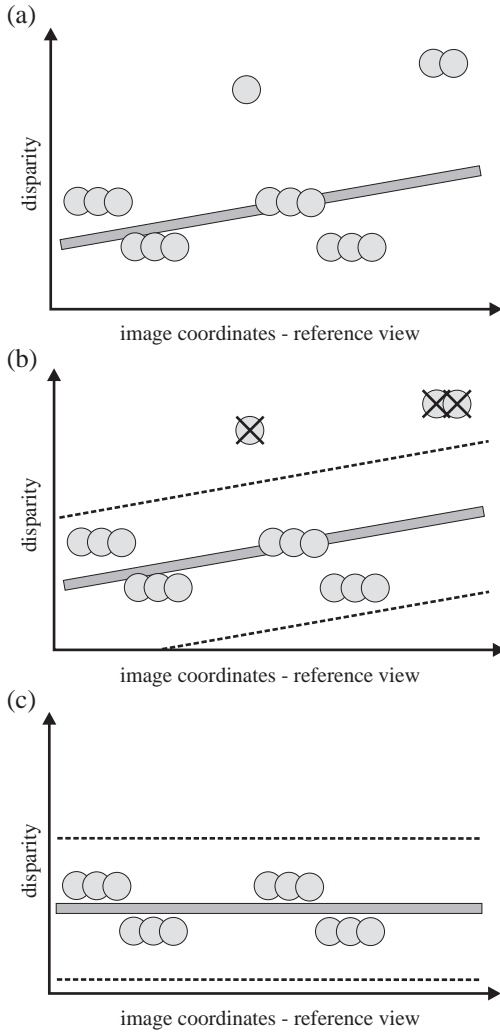 (a)
disparity
image coordinates - reference view
(b)
disparity
image coordinates - reference view
(c)
disparity
image coordinates - reference view